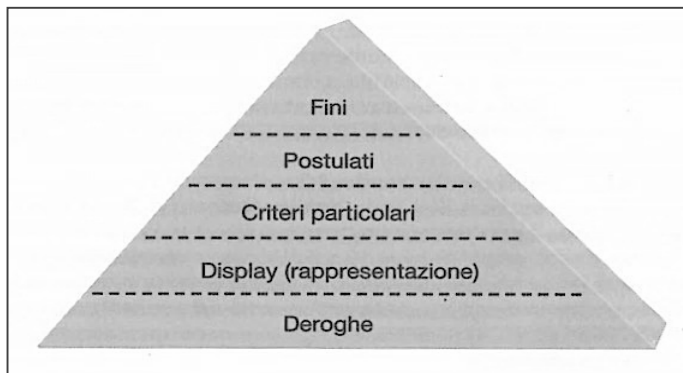 Fini
Postulati
Criteri particolari
Display (rappresentazione)
Deroghe